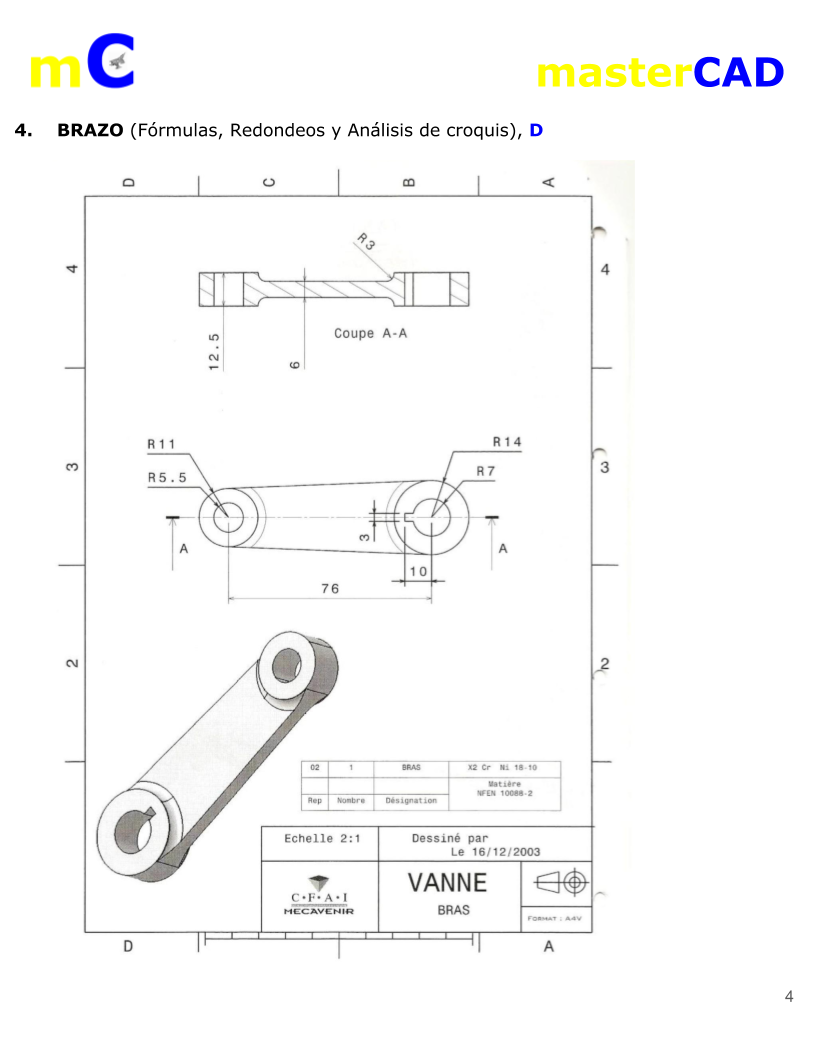 mC
masterCAD
4. BRAZO (Fórmulas, Redondeos y Análisis de croquis), D
D C B A
4 4
R3
Coupe A-A
12.5
6
3 3
R11
R14
R5.5
R7
A A
3
10
76
2 2
02 1 BRAS X2 Cr Ni 18-10
Matière
NFEN 10088-2
Rep Nombre Désignation
Echelle 2:1
Dessiné par
Le 16/12/2003
C·F·A·I
MECAVENIR
VANNE
BRAS
FORMAT : A4V
D A
4